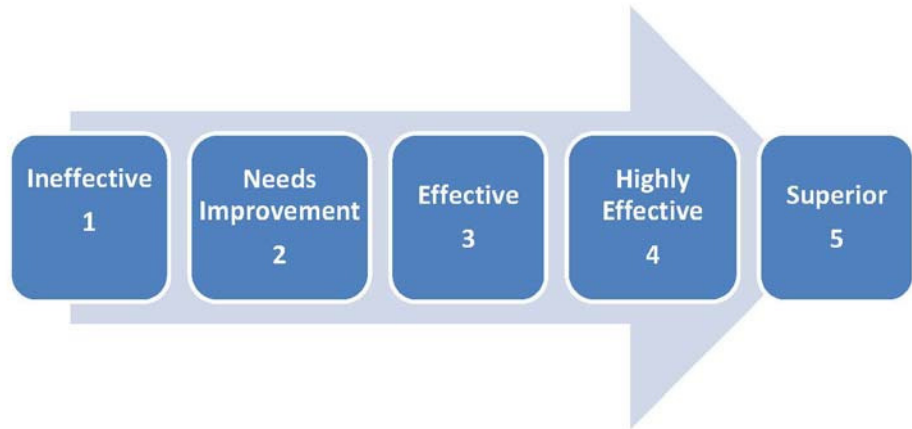 Ineffective
1
Needs
Improvement
2
Effective
3
Highly
Effective
4
Superior
5